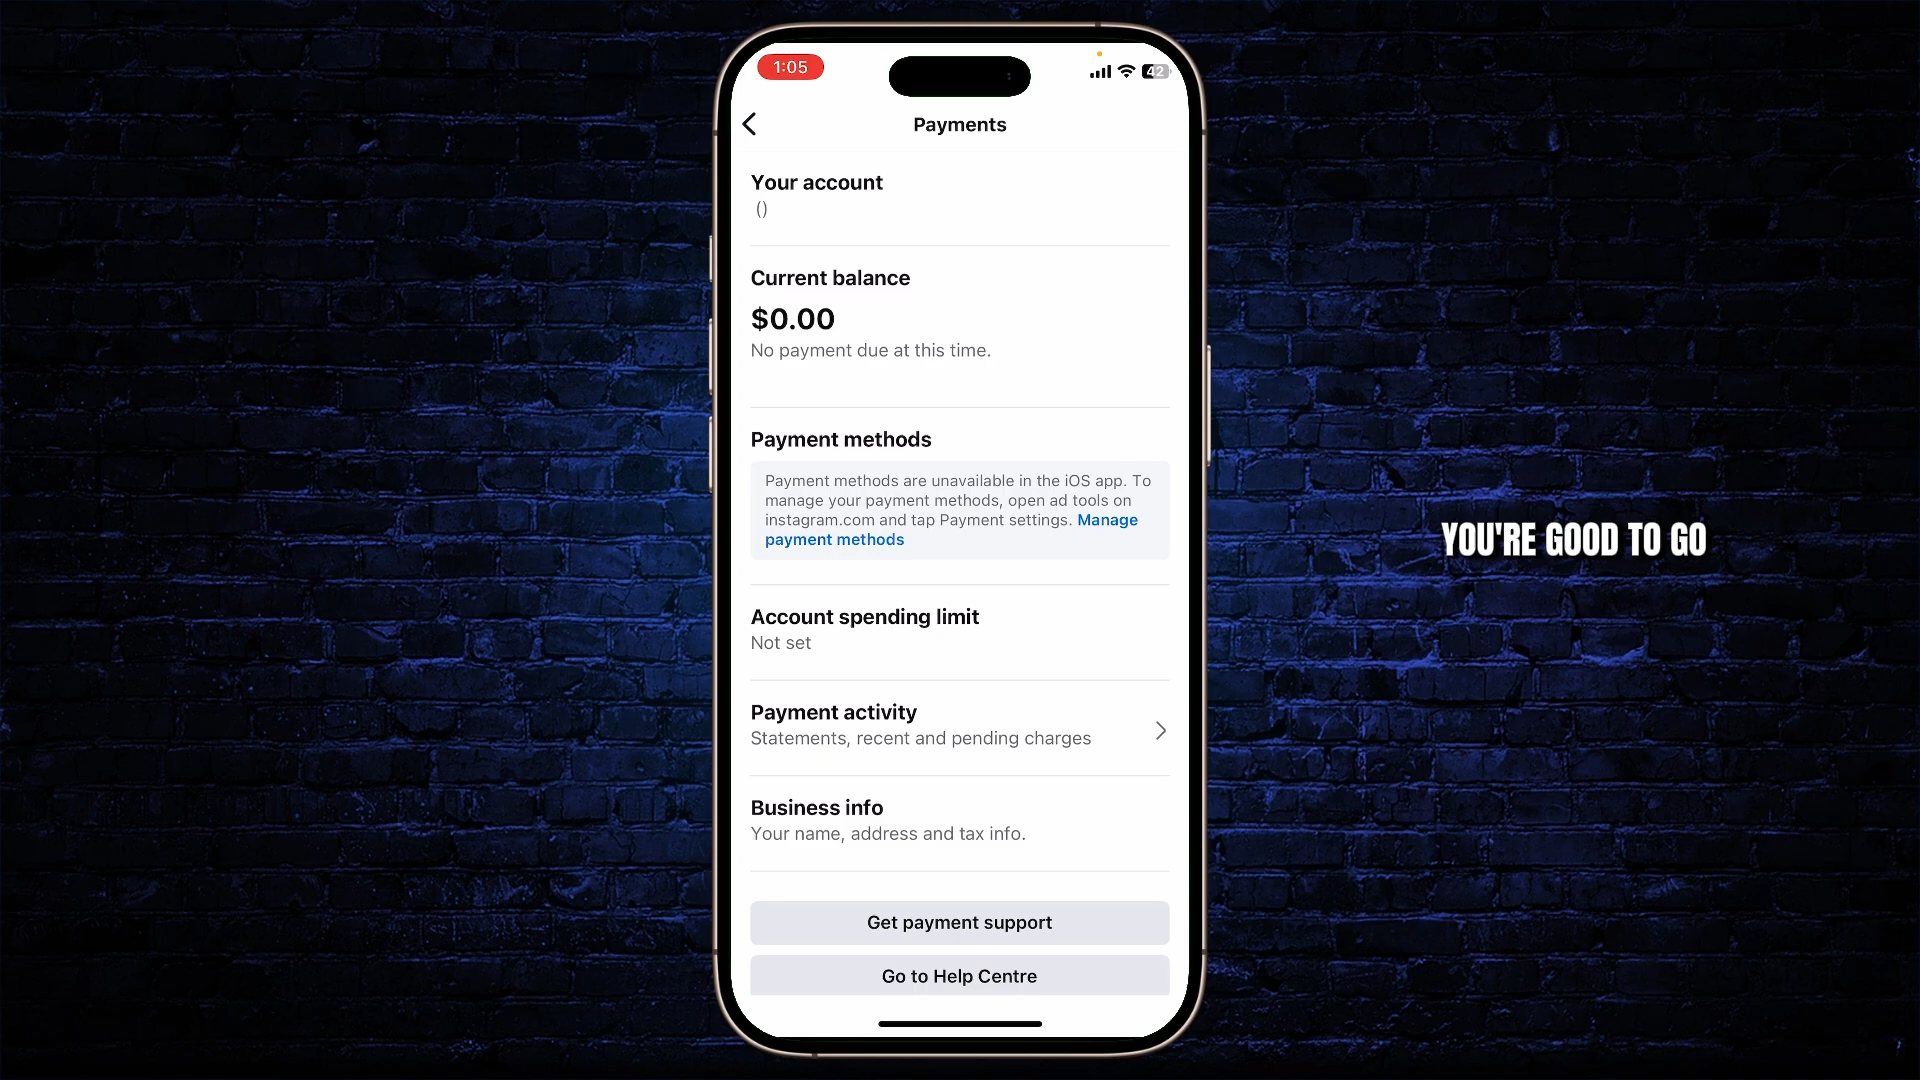 1:05
42
Payments
Your account
()
Current balance
$0.00
No payment due at this time.
Payment methods
Payment methods are unavailable in the iOS app. To
manage your payment methods, open ad tools on
instagram.com and tap Payment settings. Manage
payment methods
YOU'RE GOOD TO GO
Account spending limit
Not set
Payment activity
Statements, recent and pending charges
Business info
Your name, address and tax info.
Get payment support
Go to Help Centre